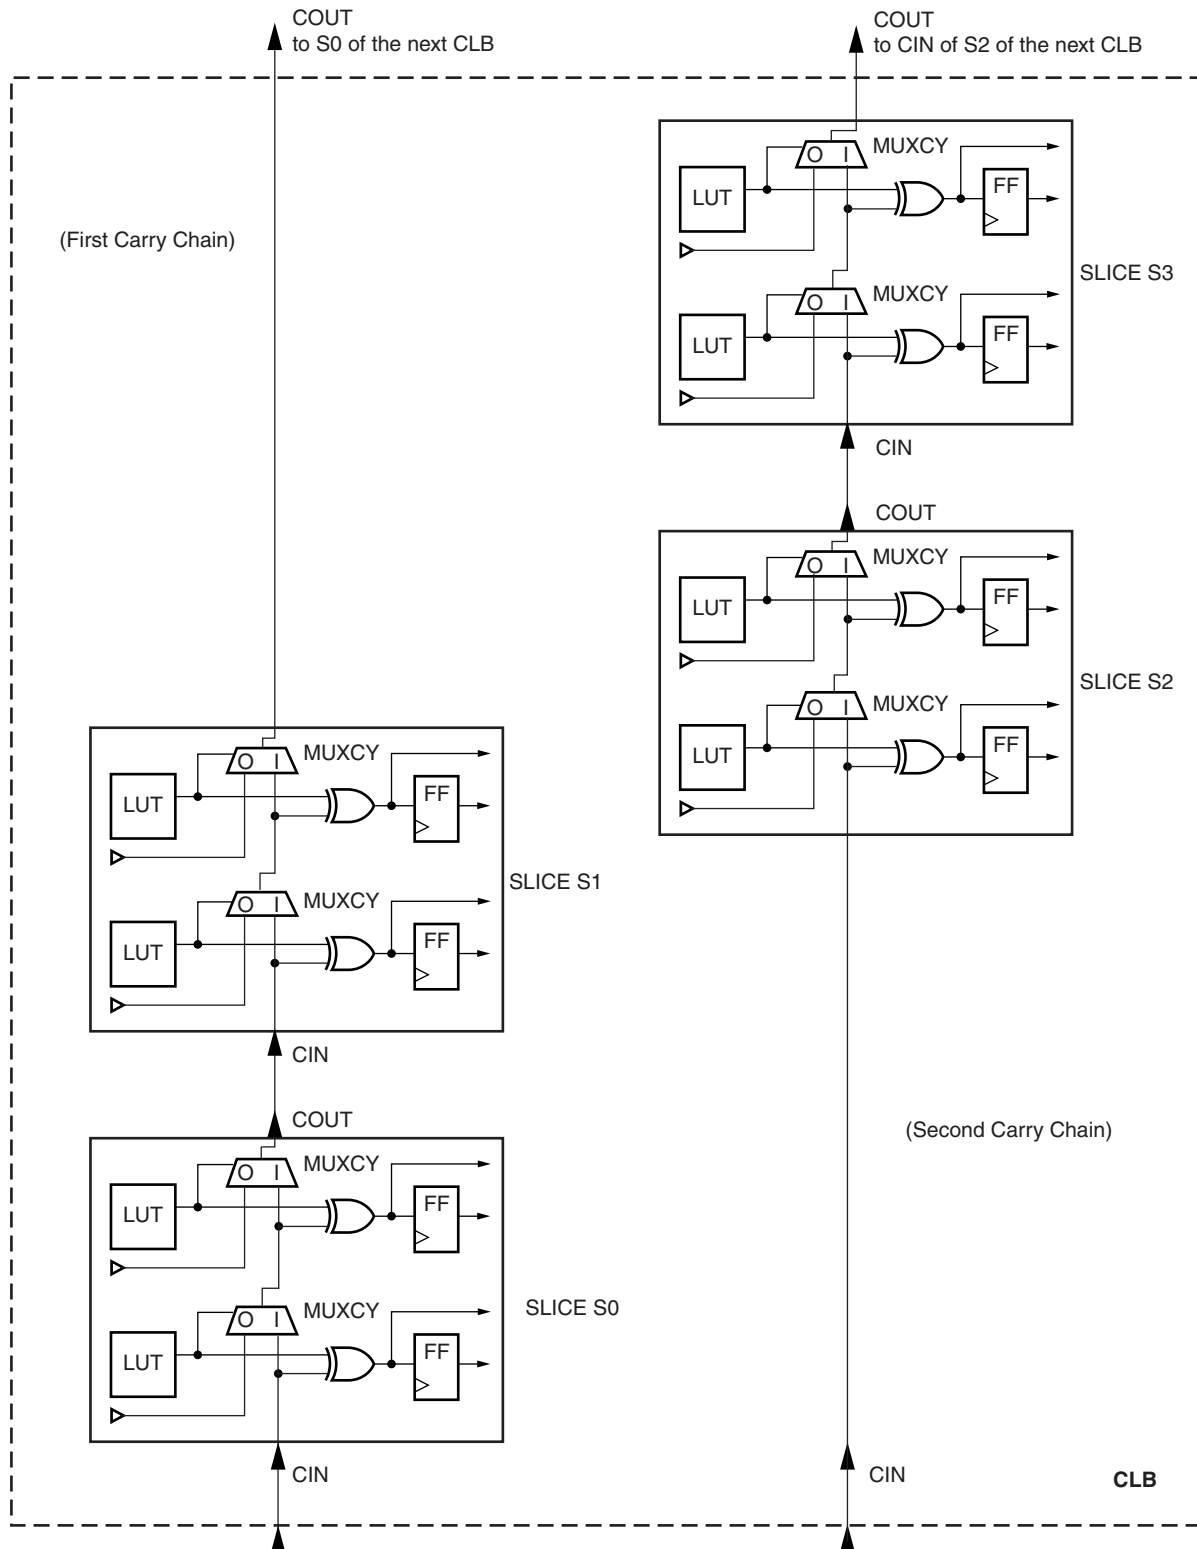 COUT
to S0 of the next CLB
COUT
to CIN of S2 of the next CLB
(First Carry Chain)
O I MUXCY
LUT
FF
SLICE S3
O I MUXCY
LUT
FF
CIN
COUT
O I MUXCY
LUT
FF
SLICE S2
O I MUXCY
LUT
FF
O I MUXCY
LUT
FF
SLICE S1
O I MUXCY
LUT
FF
CIN
COUT
(Second Carry Chain)
O I MUXCY
LUT
FF
SLICE S0
O I MUXCY
LUT
FF
CIN
CIN
CLB